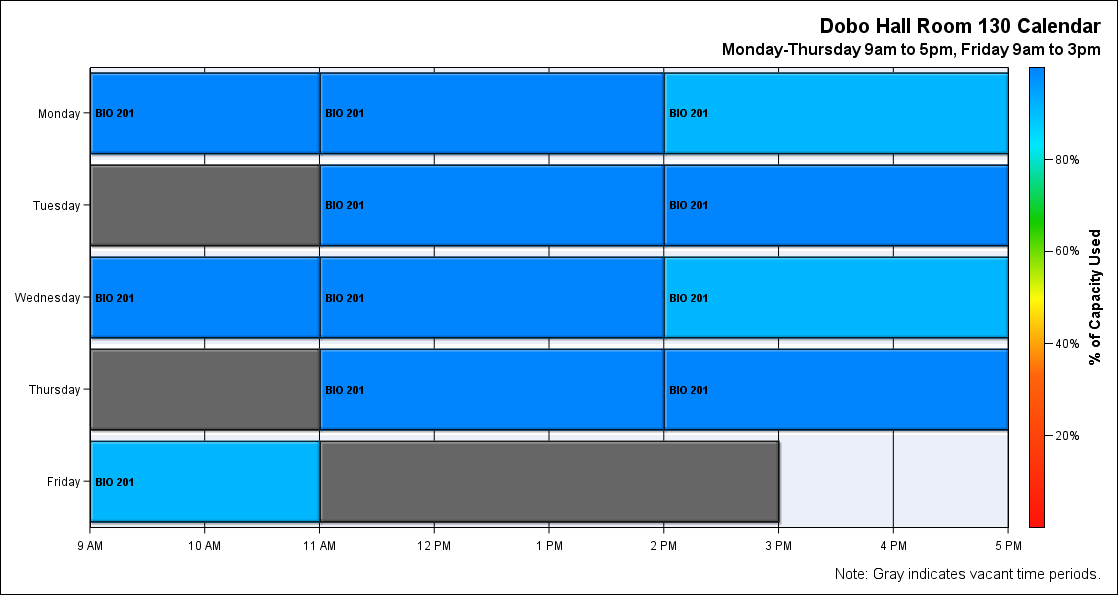 Dobo Hall Room 130 Calendar
Monday-Thursday 9am to 5pm, Friday 9am to 3pm
Monday
BIO 201
BIO 201
BIO 201
Tuesday
BIO 201
BIO 201
Wednesday
BIO 201
BIO 201
BIO 201
Thursday
BIO 201
BIO 201
Friday
BIO 201
9 AM
10 AM
11 AM
12 PM
1 PM
2 PM
3 PM
4 PM
5 PM
80%
60%
40%
20%
% of Capacity Used
Note: Gray indicates vacant time periods.